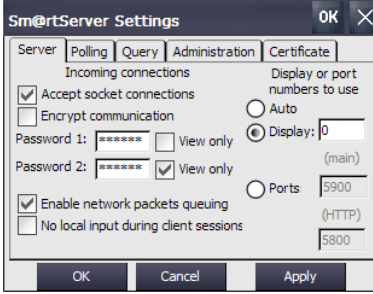 Sm@rtServer Settings OK
Server Polling Query Administration Certificate
Incoming connections
Display or port
numbers to use
Accept socket connections
Encrypt communication
Auto
Password 1: ****** View only
Display: 0
Password 2: ****** View only
(main)
Ports 5900
Enable network packets queuing
(HTTP)
No local input during client sessions
5800
OK Cancel Apply